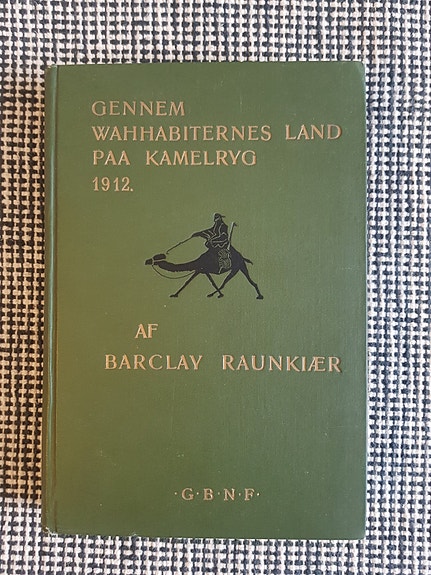 GENNEM
WAHHABITERNES LAND
PAA KAMELRYG
1912.
AF
BARCLAY RAUNKIÆR
·G·B·N·F·